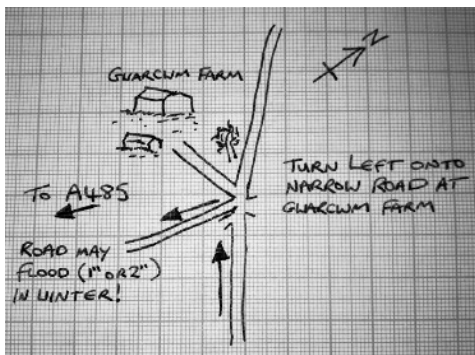 GWARCWM FARM
N
TURN LEFT ONTO
NARROW ROAD AT
GWARCWM FARM
TO A485
ROAD MAY
FLOOD (1" OR 2")
IN WINTER!